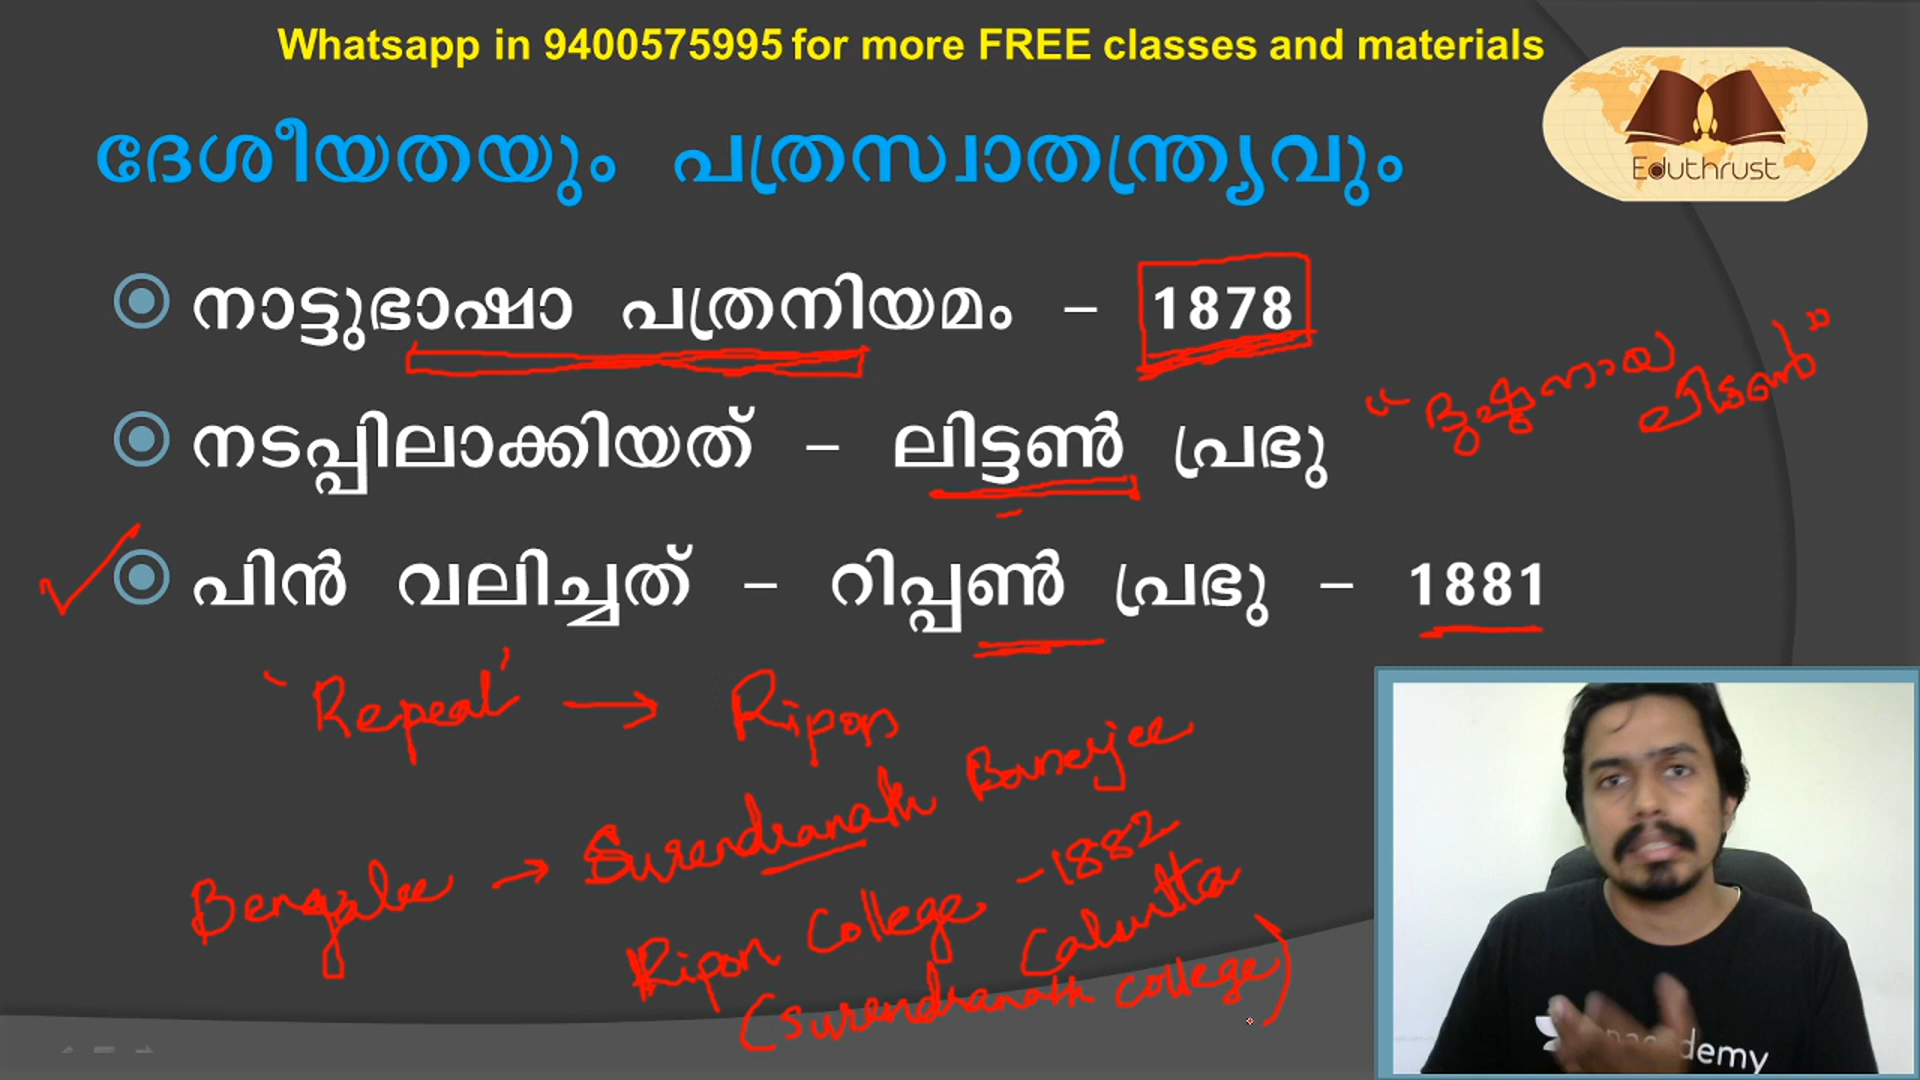 Whatsapp in 9400575995 for more FREE classes and materials
Eduthrust
ദേശീയതയും പത്രസ്വാതന്ത്ര്യവും
നാട്ടുഭാഷാ പത്രനിയമം – 1878
നടപ്പിലാക്കിയത് – ലിട്ടൺ പ്രഭു
"ദുഷ്ടനായ ലിട്ടൺ"
പിൻ വലിച്ചത് – റിപ്പൺ പ്രഭു – 1881
'Repeal' → Ripon
Bengalee → Surendranath Banerjee
Ripon College - 1882
Calcutta
(Surendranath college)